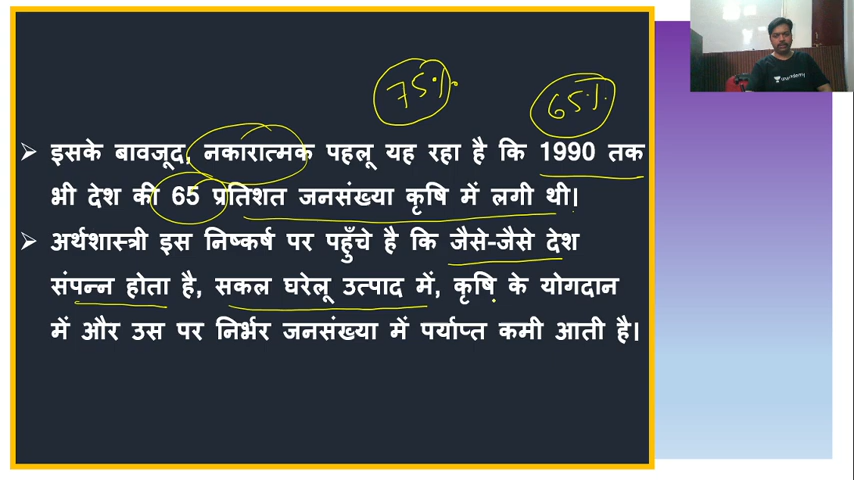 75%
65%
इसके बावजूद, नकारात्मक पहलू यह रहा है कि 1990 तक
भी देश की 65 प्रतिशत जनसंख्या कृषि में लगी थी।
अर्थशास्त्री इस निष्कर्ष पर पहुँचे है कि जैसे-जैसे देश
संपन्न होता है, सकल घरेलू उत्पाद में, कृषि के योगदान
में और उस पर निर्भर जनसंख्या में पर्याप्त कमी आती है।